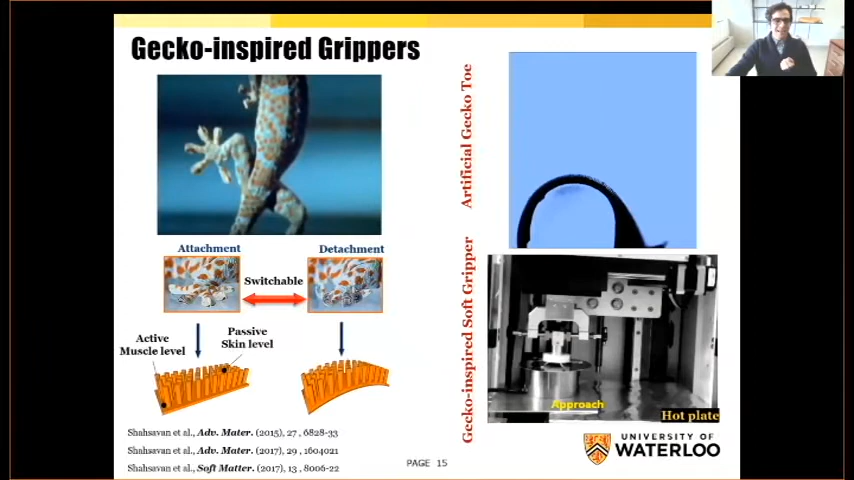 Gecko-inspired Grippers
Artificial Gecko Toe
Attachment
Detachment
Switchable
Active
Muscle level
Passive
Skin level
Gecko-inspired Soft Gripper
Approach
Hot plate
Shahsavan et al., Adv. Mater. (2015), 27 , 6828-33
Shahsavan et al., Adv. Mater. (2017), 29 , 1604021
Shahsavan et al., Soft Matter. (2017), 13 , 8006-22
PAGE 15
UNIVERSITY OF
WATERLOO